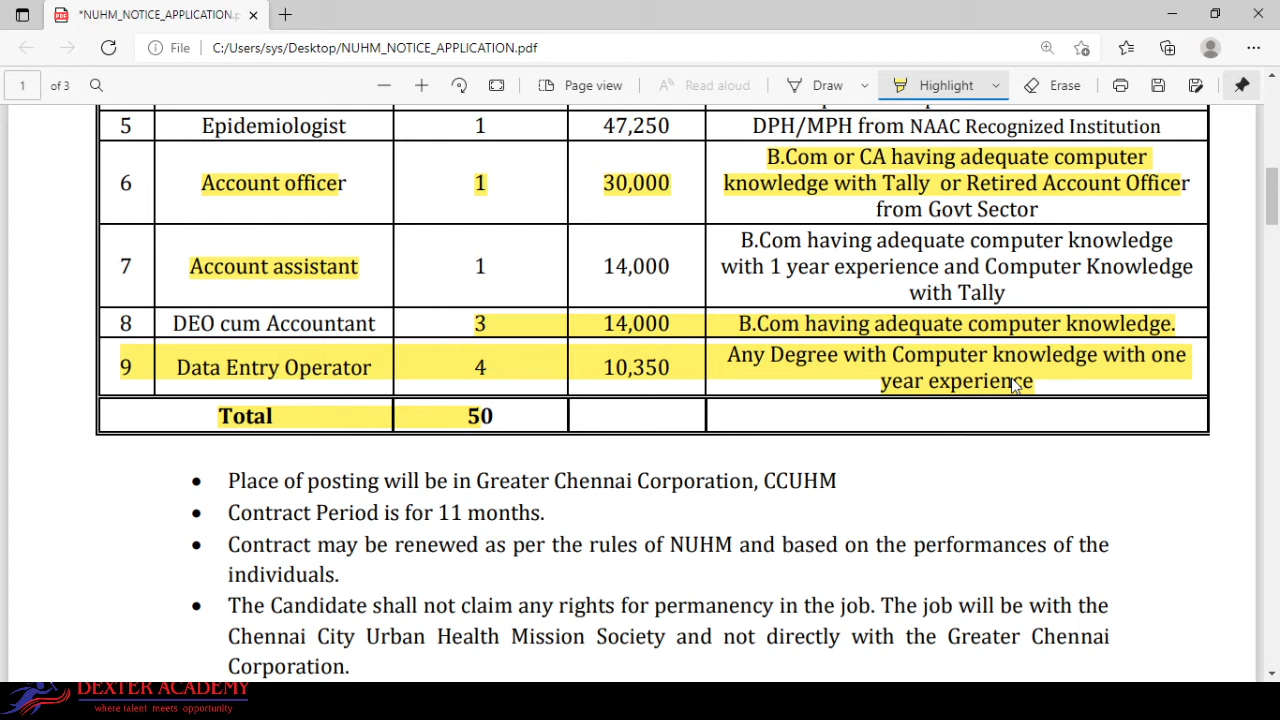 *NUHM_NOTICE_APPLICATION.p
File C:/Users/sys/Desktop/NUHM_NOTICE_APPLICATION.pdf
1 of 3 Page view Read aloud Draw Highlight Erase
5 Epidemiologist 1 47,250 DPH/MPH from NAAC Recognized Institution
6 Account officer 1 30,000 B.Com or CA having adequate computer
knowledge with Tally or Retired Account Officer
from Govt Sector
7 Account assistant 1 14,000 B.Com having adequate computer knowledge
with 1 year experience and Computer Knowledge
with Tally
8 DEO cum Accountant 3 14,000 B.Com having adequate computer knowledge.
9 Data Entry Operator 4 10,350 Any Degree with Computer knowledge with one
year experience
Total 50
• Place of posting will be in Greater Chennai Corporation, CCUHM
• Contract Period is for 11 months.
• Contract may be renewed as per the rules of NUHM and based on the performances of the
individuals.
• The Candidate shall not claim any rights for permanency in the job. The job will be with the
Chennai City Urban Health Mission Society and not directly with the Greater Chennai
Corporation.
DEXTER ACADEMY
where talent meets opportunity